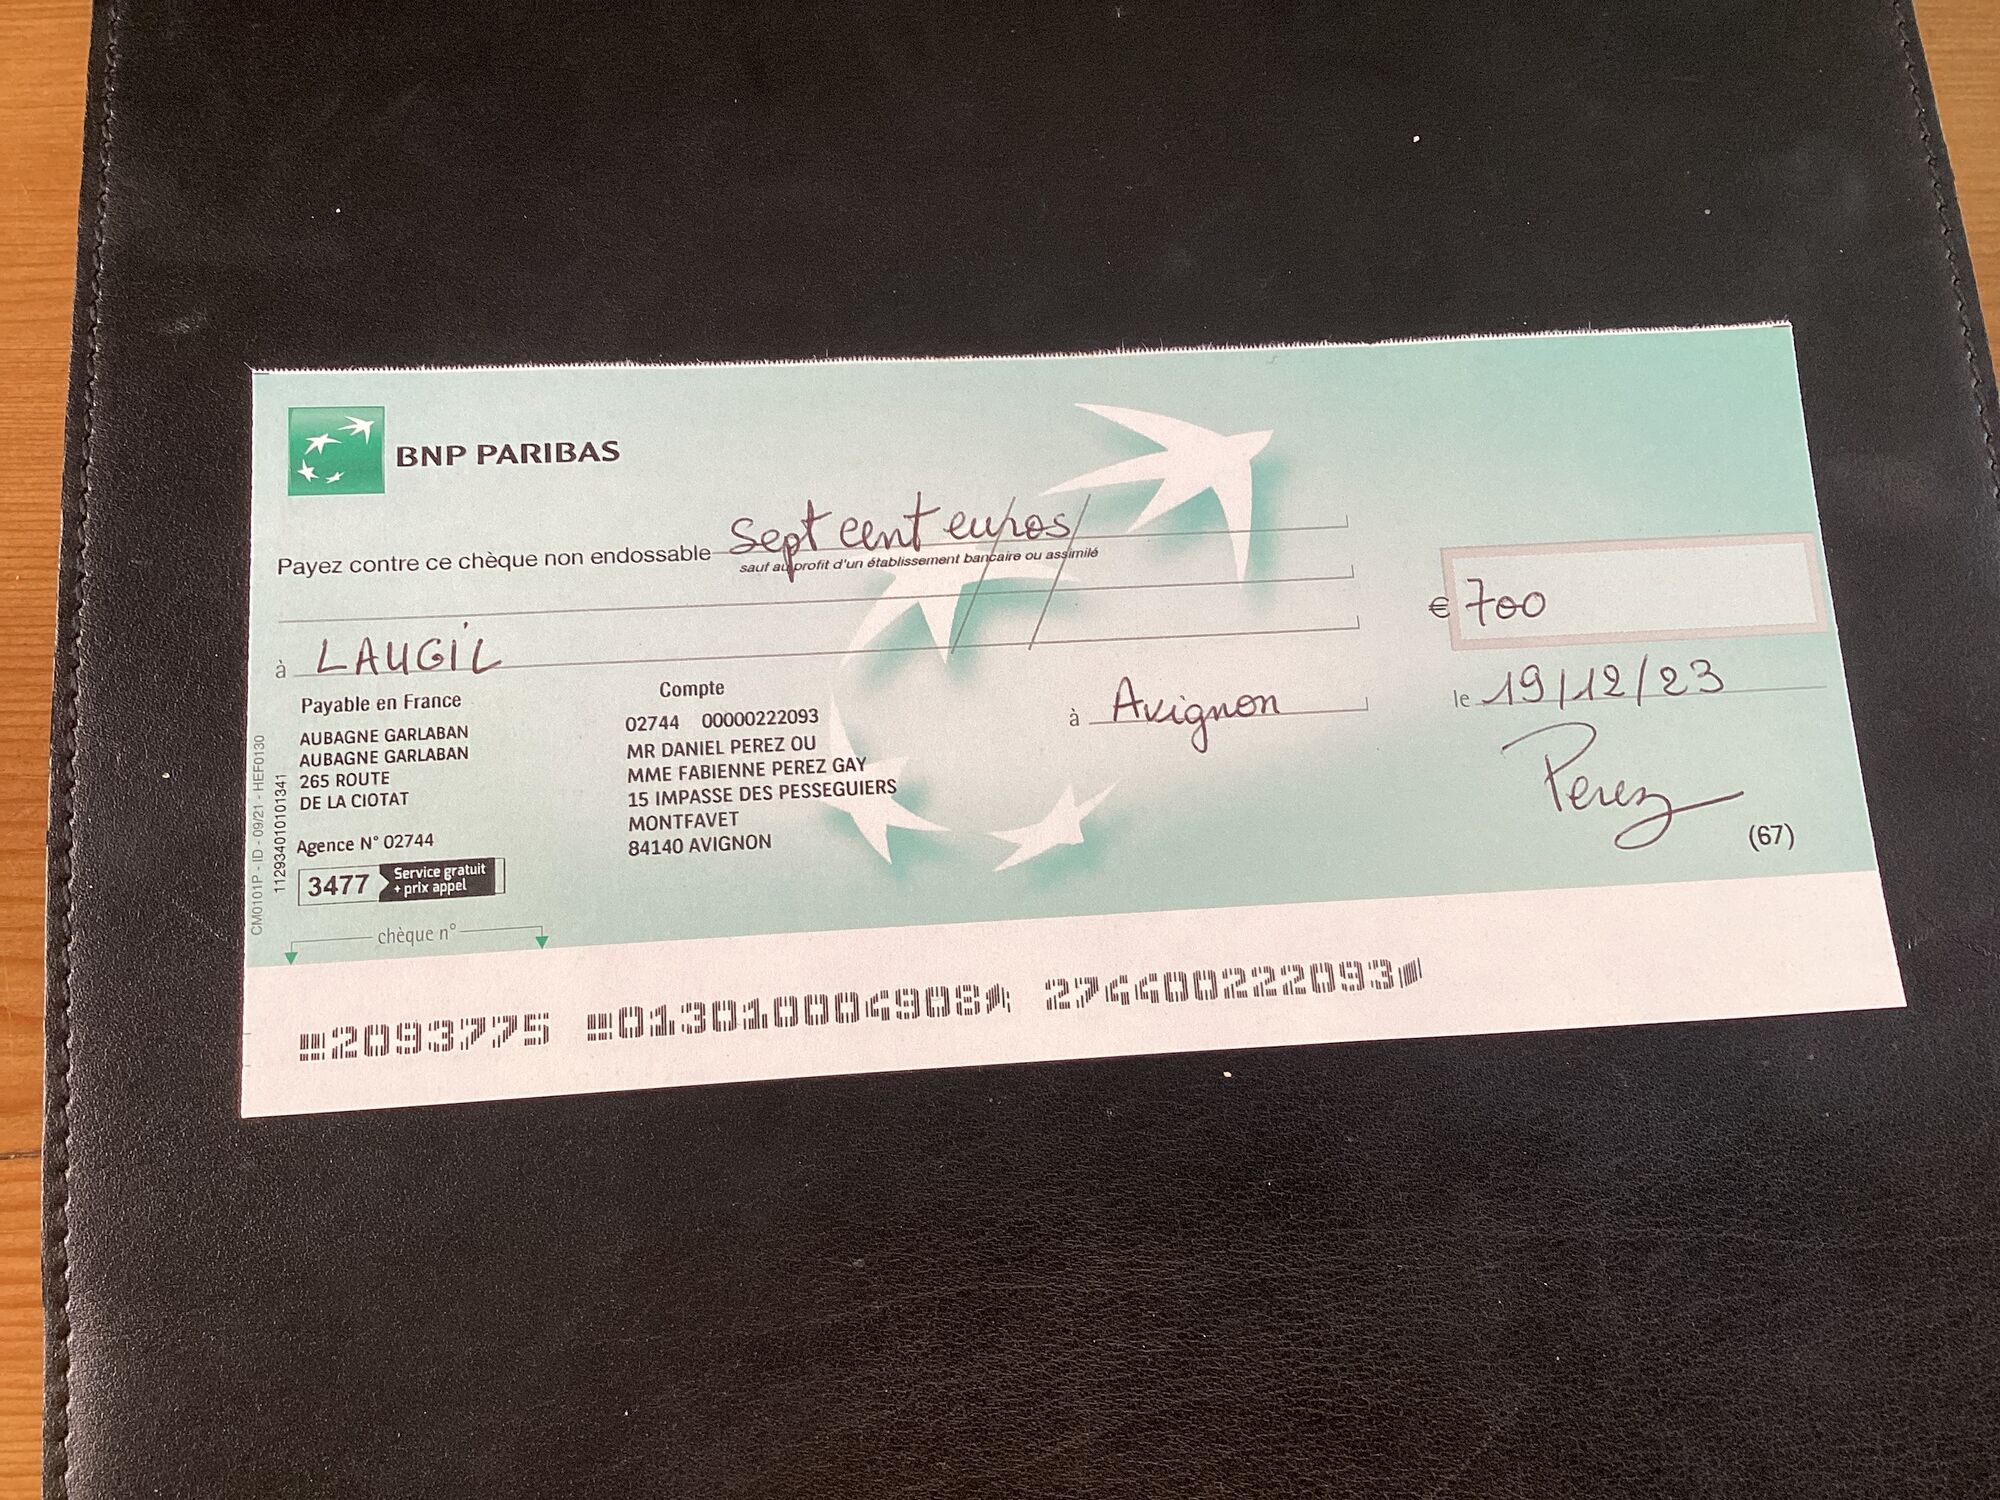 BNP PARIBAS
Payez contre ce chèque non endossable Sept cent euros
sauf au profit d'un établissement bancaire ou assimilé
€ 700
à LAUGIL
Payable en France
AUBAGNE GARLABAN
AUBAGNE GARLABAN
265 ROUTE
DE LA CIOTAT
Agence N° 02744
3477 Service gratuit
+ prix appel
Compte
02744 00000222093
MR DANIEL PEREZ OU
MME FABIENNE PEREZ GAY
15 IMPASSE DES PESSEGUIERS
MONTFAVET
84140 AVIGNON
à Avignon
le 19/12/23
Perez
(67)
CM0101P - ID - 09/21 - HEF0130
112934010101341
chèque n°
2093775 013010004908 274400222093